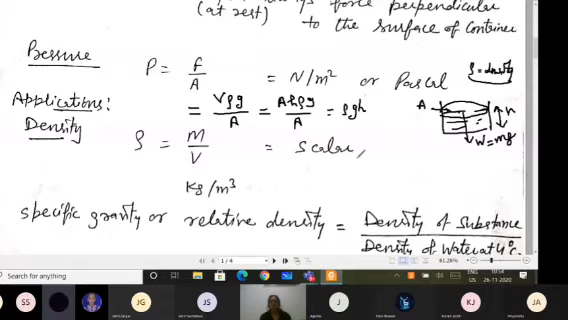 force perpendicular
(at rest) to the surface of Container
Pressure
P = F/A = N/m² or Pascal
ρ = density
Applications:
= Vρg/A = Ahρg/A = ρgh
A
h
W = mg
Density
ρ = M/V = Scalar
Kg/m³
specific gravity or relative density = Density of Substance
Density of Water at 4°c.
1 / 4
61.26%
Search for anything
ENG
US
10:54
26-11-2020
SS
JG
JS
J
KJ
JA